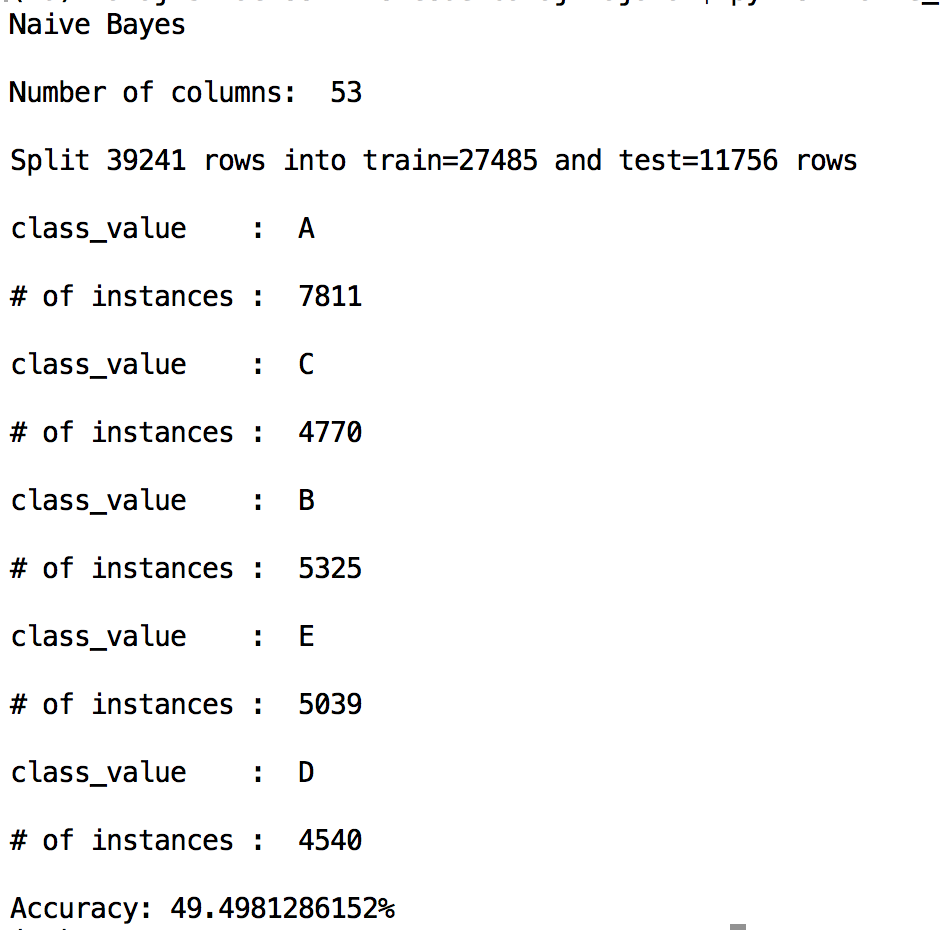 Naive Bayes
Number of columns:  53
Split 39241 rows into train=27485 and test=11756 rows
class_value    :  A
# of instances :  7811
class_value    :  C
# of instances :  4770
class_value    :  B
# of instances :  5325
class_value    :  E
# of instances :  5039
class_value    :  D
# of instances :  4540
Accuracy: 49.4981286152%